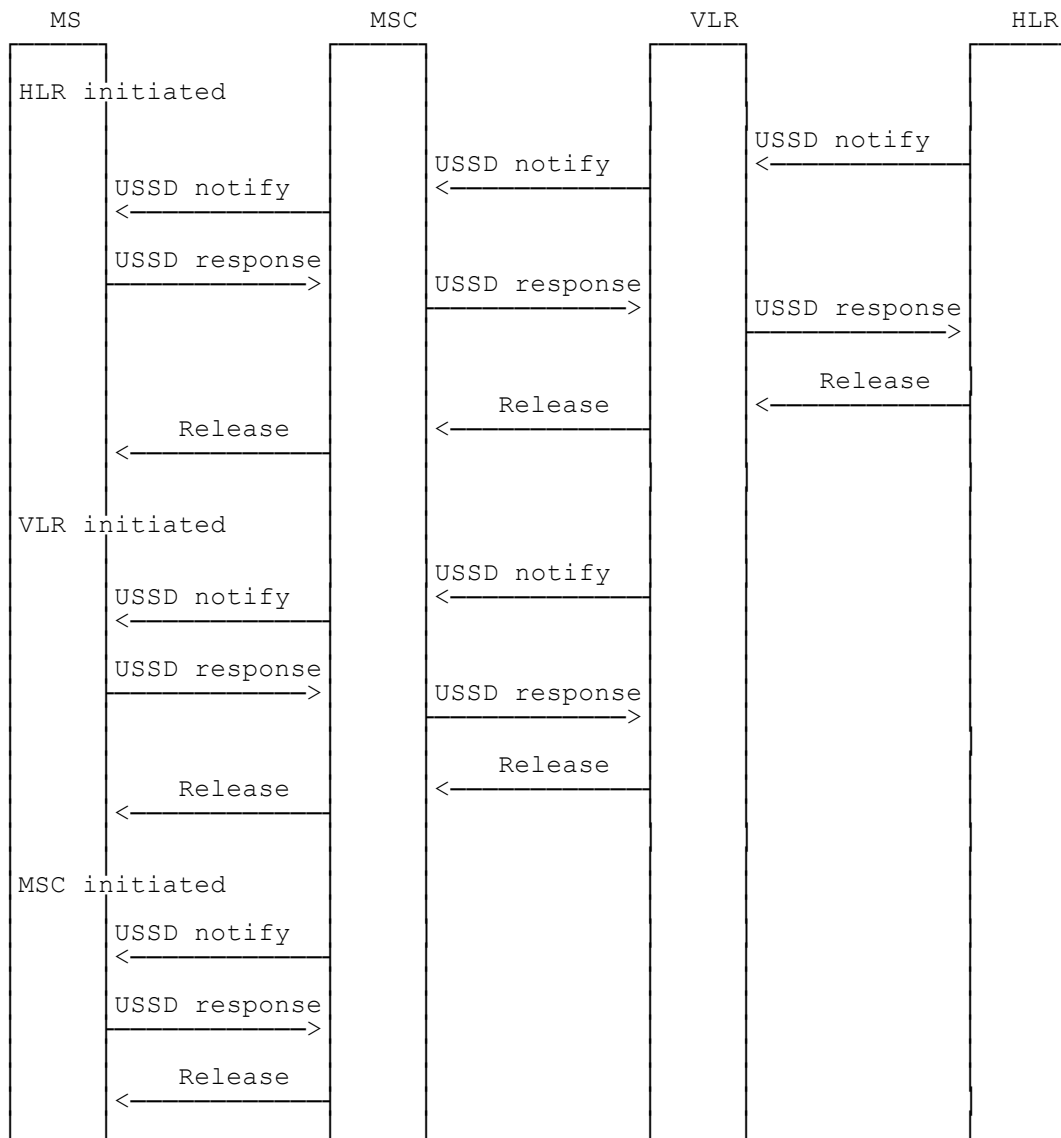 MS MSC VLR HLR
HLR initiated
USSD notify
USSD notify
USSD notify
USSD response
USSD response
USSD response
Release
Release
Release
VLR initiated
USSD notify
USSD notify
USSD response
USSD response
Release
Release
MSC initiated
USSD notify
USSD response
Release